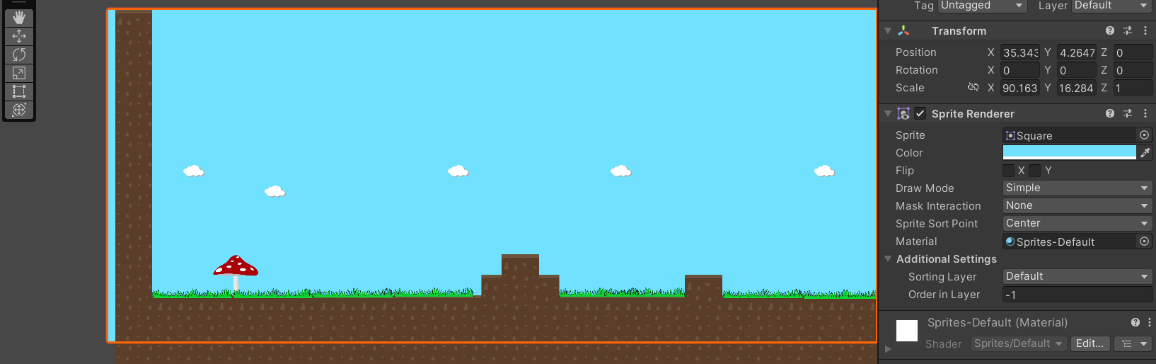 Tag Untagged Layer Default
Transform
Position X 35.343 Y 4.2647 Z 0
Rotation X 0 Y 0 Z 0
Scale X 90.163 Y 16.284 Z 1
Sprite Renderer
Sprite Square
Color
Flip X Y
Draw Mode Simple
Mask Interaction None
Sprite Sort Point Center
Material Sprites-Default
Additional Settings
Sorting Layer Default
Order in Layer -1
Sprites-Default (Material)
Shader Sprites/Default Edit...